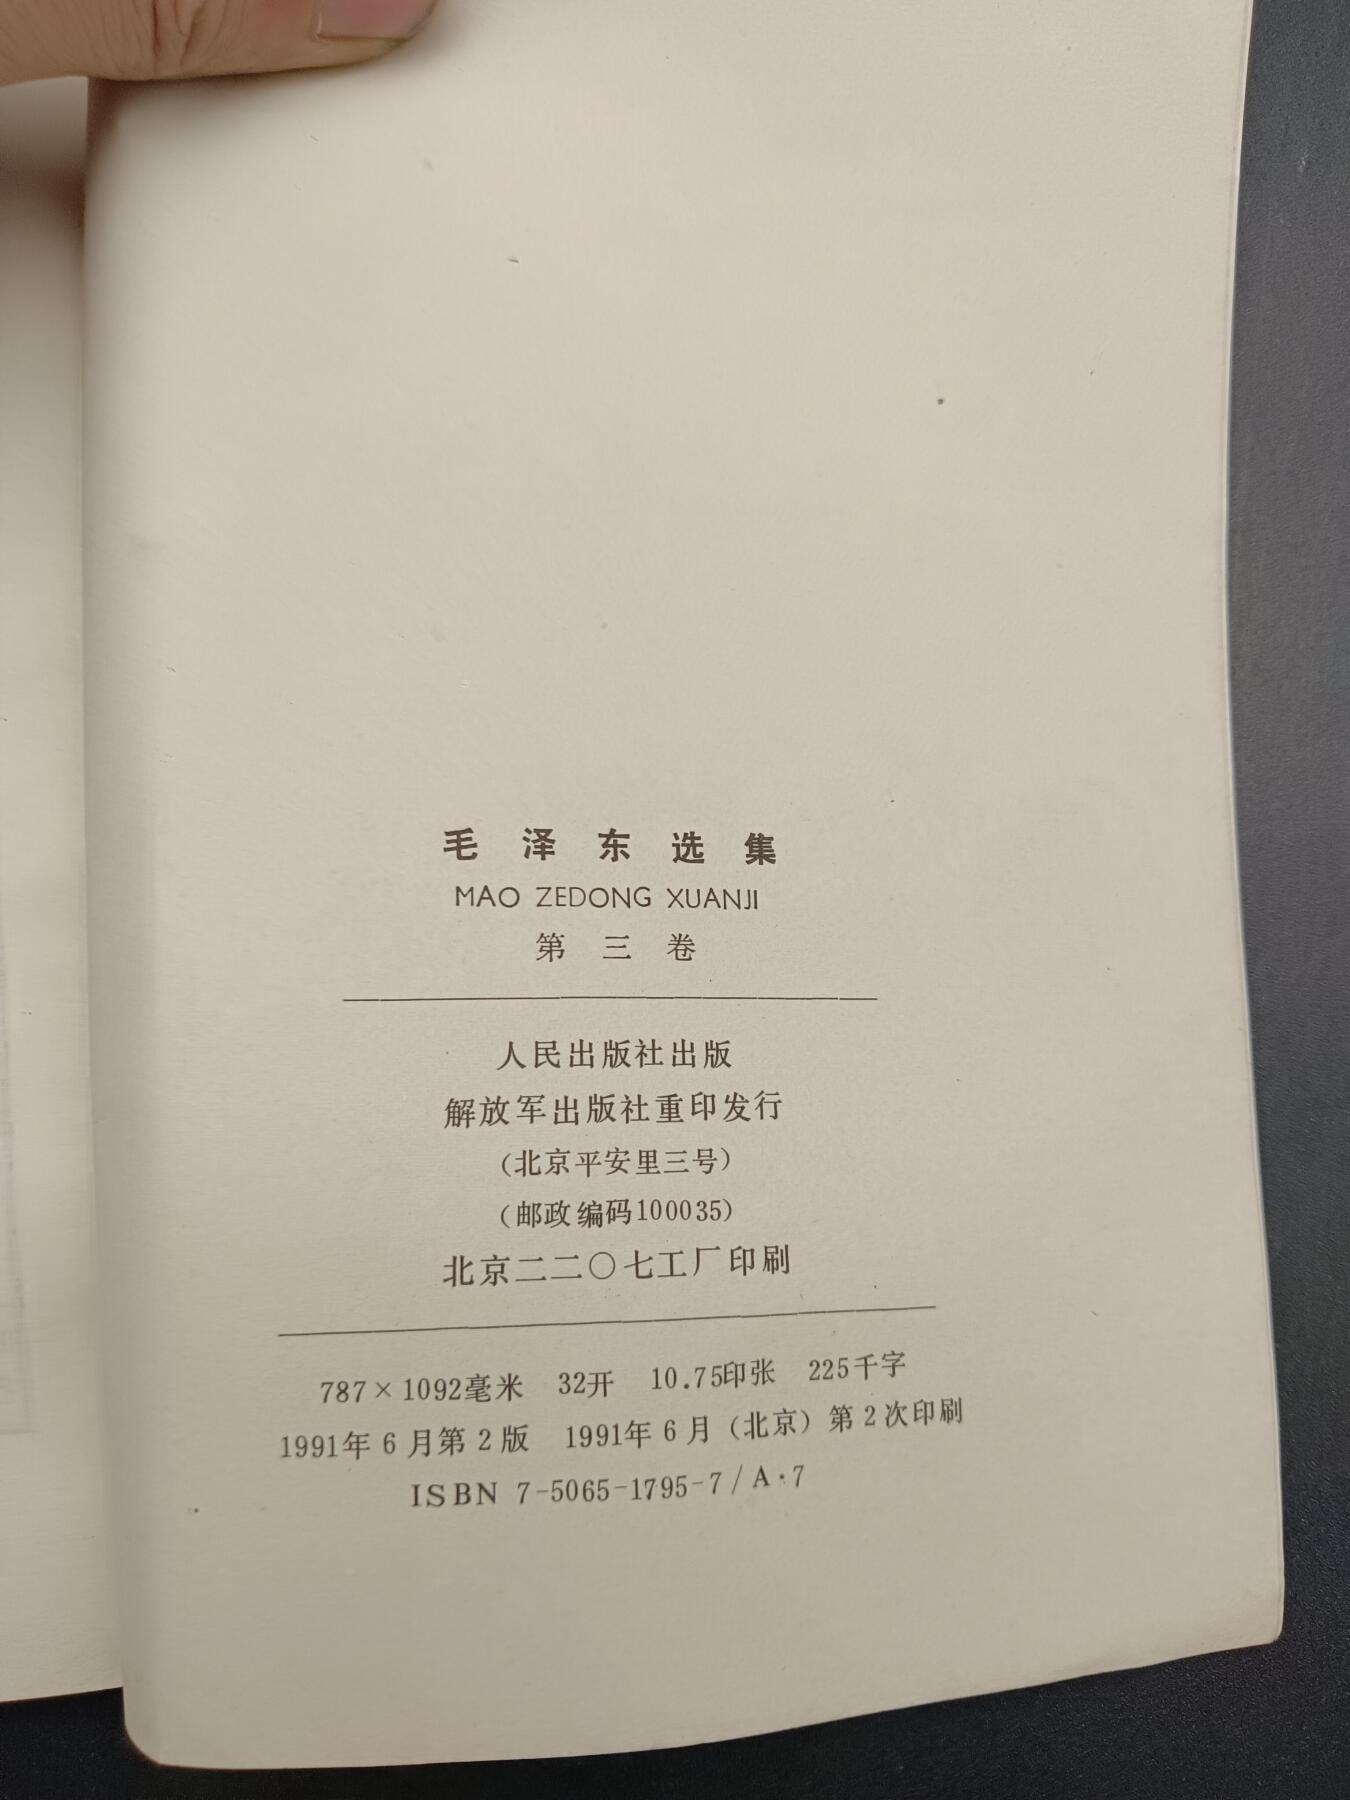 毛泽东选集
MAO ZEDONG XUANJI
第三卷
人民出版社出版
解放军出版社重印发行
(北京平安里三号)
(邮政编码100035)
北京二二〇七工厂印刷
787×1092毫米 32开 10.75印张 225千字
1991年6月第2版 1991年6月(北京)第2次印刷
ISBN 7-5065-1795-7/A·7